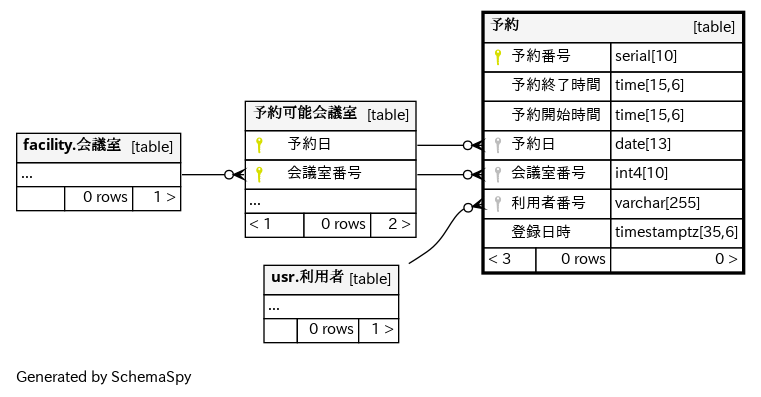 予約 [table]
予約番号 serial[10]
予約終了時間 time[15,6]
予約開始時間 time[15,6]
予約日 date[13]
会議室番号 int4[10]
利用者番号 varchar[255]
登録日時 timestamptz[35,6]
< 3 0 rows 0 >
予約可能会議室 [table]
予約日
会議室番号
...
< 1 0 rows 2 >
facility.会議室 [table]
...
0 rows 1 >
usr.利用者 [table]
...
0 rows 1 >
Generated by SchemaSpy